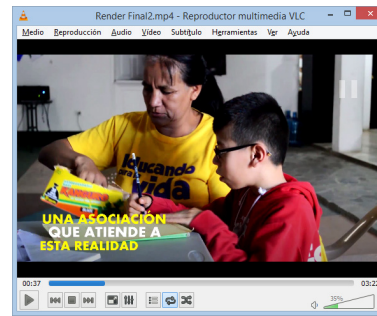 Render Final2.mp4 - Reproductor multimedia VLC
Medio Reproducción Audio Vídeo Subtítulo Herramientas Ver Ayuda
Educando
vida
UNA ASOCIACIÓN
QUE ATIENDE A
ESTA REALIDAD
00:37
03:22
35%